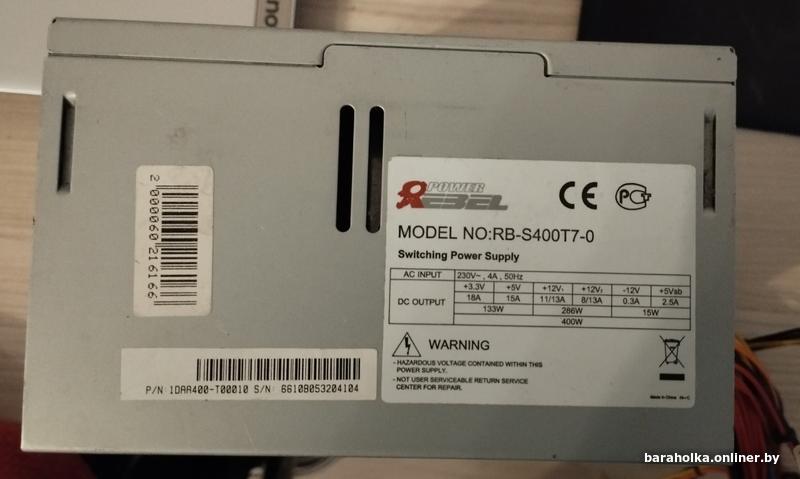 POWER
REBEL
CE
MODEL NO:RB-S400T7-0
Switching Power Supply
AC INPUT 230V~ , 4A , 50Hz
DC OUTPUT +3.3V +5V +12V1 +12V2 -12V +5Vsb
18A 15A 11/13A 8/13A 0.3A 2.5A
133W 286W 15W
400W
WARNING
- HAZARDOUS VOLTAGE CONTAINED WITHIN THIS
POWER SUPPLY.
- NOT USER SERVICEABLE RETURN SERVICE
CENTER FOR REPAIR.
Made in China
2 000060 216166
P/N 1DAA400-T00010 S/N: 6610B053204104
baraholka.onliner.by